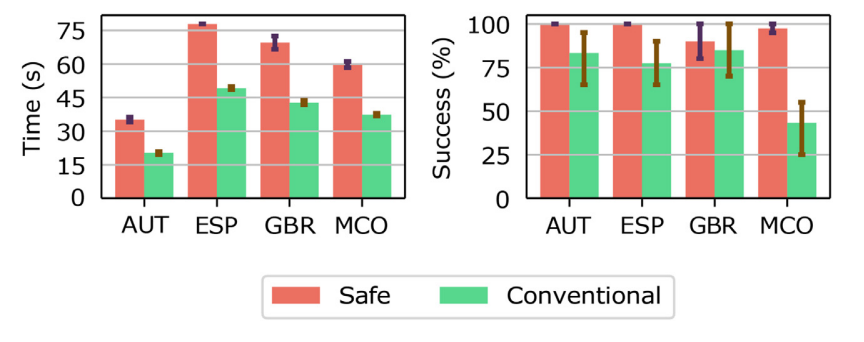 Time (s)
75
60
45
30
15
0
AUT ESP GBR MCO
Success (%)
100
75
50
25
0
AUT ESP GBR MCO
Safe Conventional